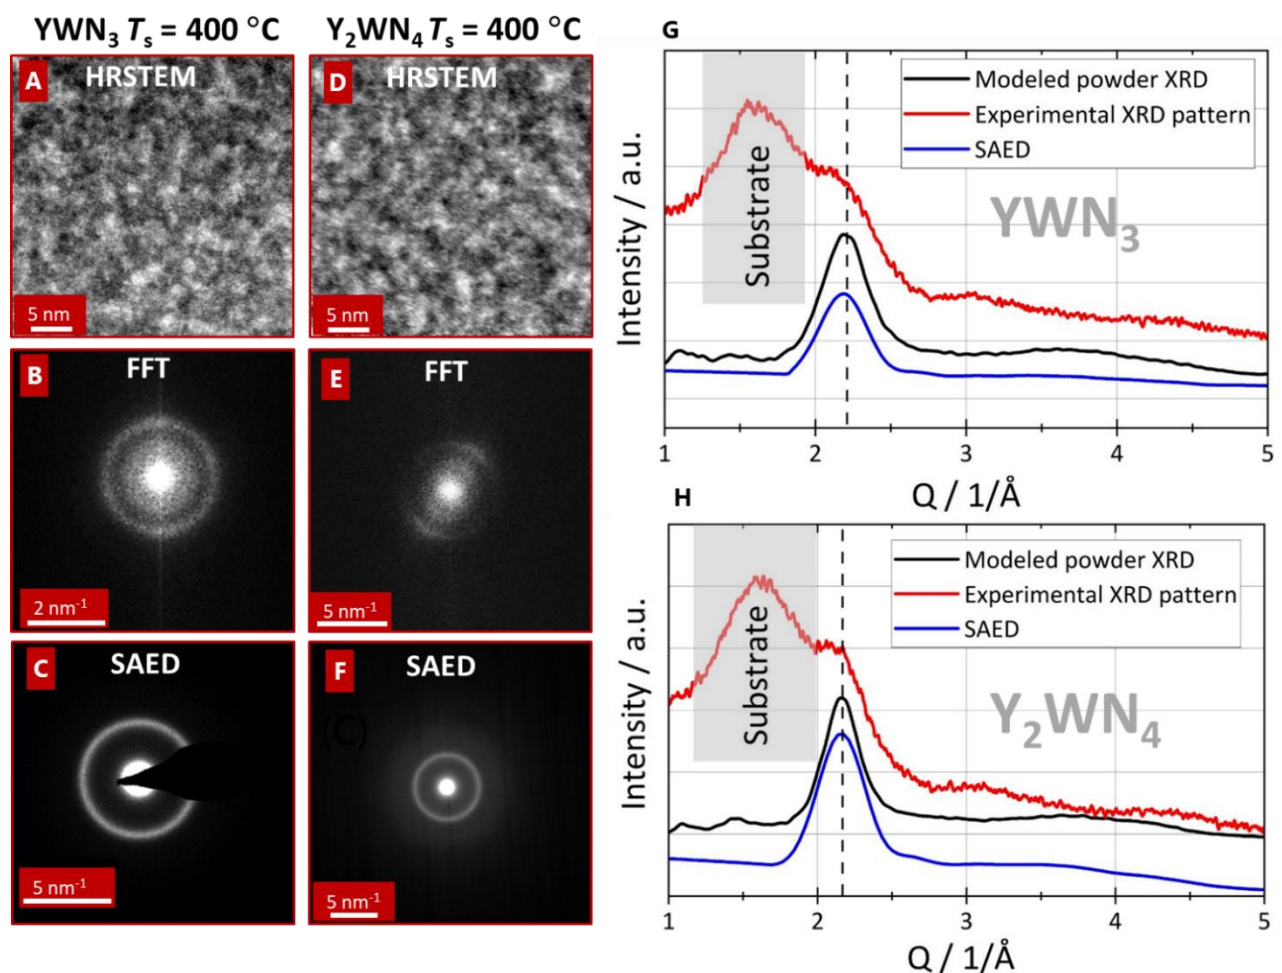 YWN₃ Tₛ = 400 °C
Y₂WN₄ Tₛ = 400 °C
A
HRSTEM
5 nm
D
HRSTEM
5 nm
B
FFT
2 nm⁻¹
E
FFT
5 nm⁻¹
C
SAED
5 nm⁻¹
F
SAED
(C)
5 nm⁻¹
G
Modeled powder XRD
Experimental XRD pattern
SAED
Substrate
YWN₃
Intensity / a.u.
1 2 3 4 5
Q / 1/Å
H
Modeled powder XRD
Experimental XRD pattern
SAED
Substrate
Y₂WN₄
Intensity / a.u.
1 2 3 4 5
Q / 1/Å